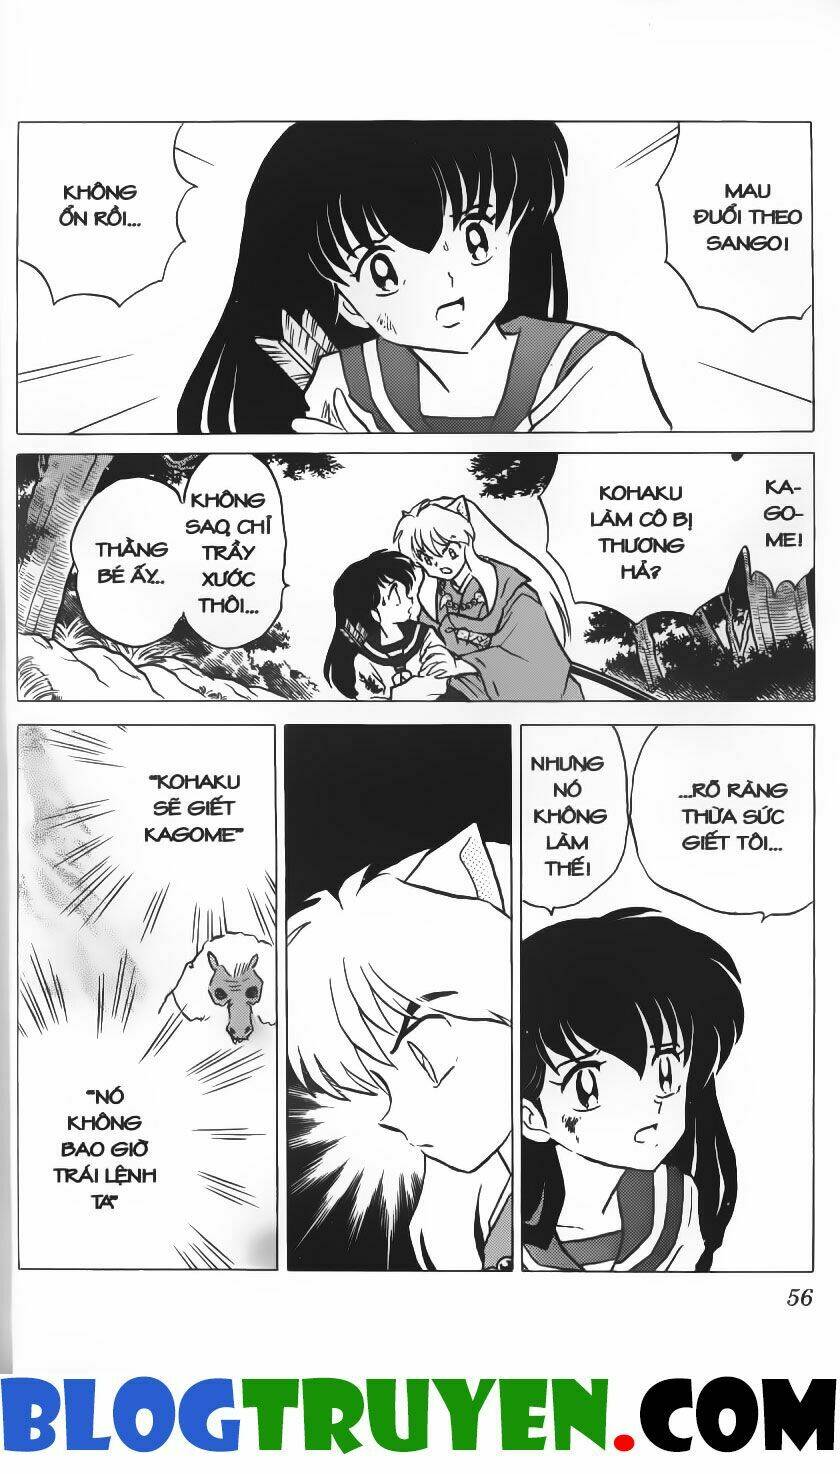 MAU
ĐUỔI THEO
SANGO!
KHÔNG
ỔN RỒI...
KA-
GO-
ME!
KOHAKU
LÀM CÔ BỊ
THƯƠNG
HẢ?
KHÔNG
SAO, CHỈ
TRẦY
XƯỚC
THÔI...
THẰNG
BÉ ẤY...
...RÕ RÀNG
THỪA SỨC
GIẾT TÔI...
NHƯNG
NÓ
KHÔNG
LÀM
THẾ!
"KOHAKU
SẼ GIẾT
KAGOME"
"NÓ
KHÔNG
BAO GIỜ
TRÁI LỆNH
TA"
56
BLOGTRUYEN.COM